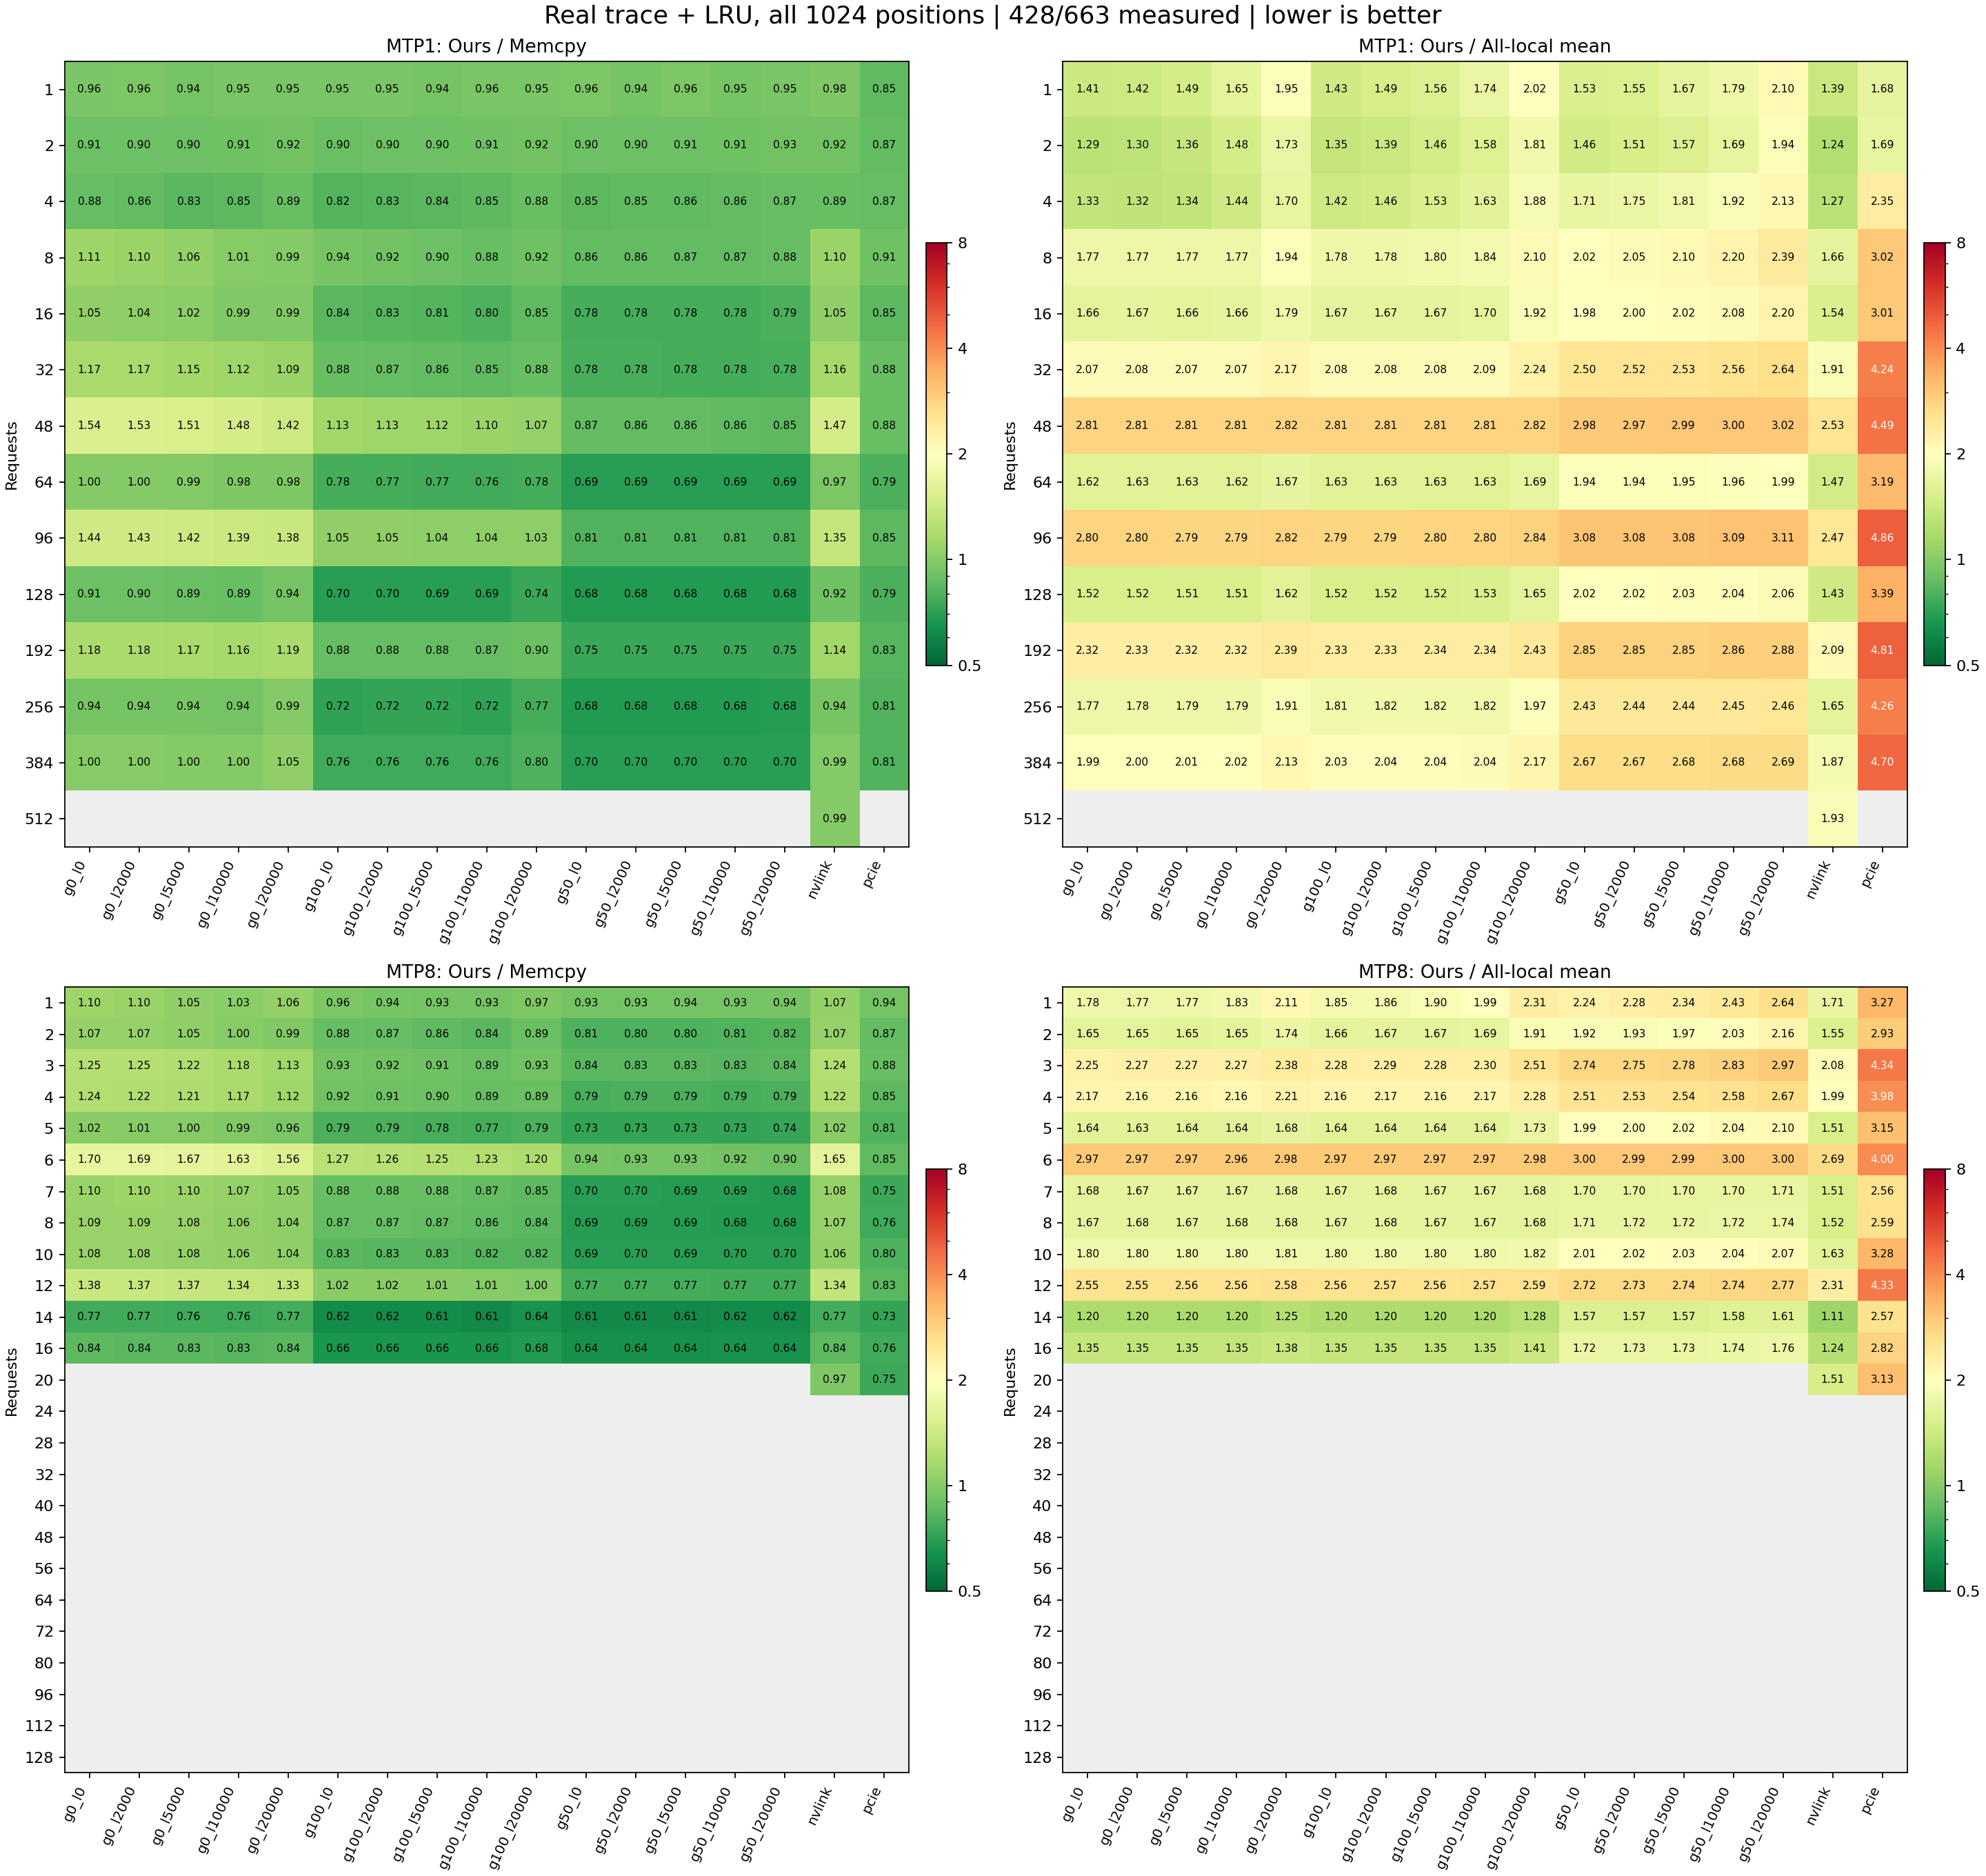 Real trace + LRU, all 1024 positions | 428/663 measured | lower is better
MTP1: Ours / Memcpy
Requests
1 0.96 0.96 0.94 0.95 0.95 0.95 0.95 0.94 0.96 0.95 0.96 0.94 0.96 0.95 0.95 0.98 0.85
2 0.91 0.90 0.90 0.91 0.92 0.90 0.90 0.90 0.91 0.92 0.90 0.90 0.91 0.91 0.93 0.92 0.87
4 0.88 0.86 0.83 0.85 0.89 0.82 0.83 0.84 0.85 0.88 0.85 0.85 0.86 0.86 0.87 0.89 0.87
8 1.11 1.10 1.06 1.01 0.99 0.94 0.92 0.90 0.88 0.92 0.86 0.86 0.87 0.87 0.88 1.10 0.91
16 1.05 1.04 1.02 0.99 0.99 0.84 0.83 0.81 0.80 0.85 0.78 0.78 0.78 0.78 0.79 1.05 0.85
32 1.17 1.17 1.15 1.12 1.09 0.88 0.87 0.86 0.85 0.88 0.78 0.78 0.78 0.78 0.78 1.16 0.88
48 1.54 1.53 1.51 1.48 1.42 1.13 1.13 1.12 1.10 1.07 0.87 0.86 0.86 0.86 0.85 1.47 0.88
64 1.00 1.00 0.99 0.98 0.98 0.78 0.77 0.77 0.76 0.78 0.69 0.69 0.69 0.69 0.69 0.97 0.79
96 1.44 1.43 1.42 1.39 1.38 1.05 1.05 1.04 1.04 1.03 0.81 0.81 0.81 0.81 0.81 1.35 0.85
128 0.91 0.90 0.89 0.89 0.94 0.70 0.70 0.69 0.69 0.74 0.68 0.68 0.68 0.68 0.68 0.92 0.79
192 1.18 1.18 1.17 1.16 1.19 0.88 0.88 0.88 0.87 0.90 0.75 0.75 0.75 0.75 0.75 1.14 0.83
256 0.94 0.94 0.94 0.94 0.99 0.72 0.72 0.72 0.72 0.77 0.68 0.68 0.68 0.68 0.68 0.94 0.81
384 1.00 1.00 1.00 1.00 1.05 0.76 0.76 0.76 0.76 0.80 0.70 0.70 0.70 0.70 0.70 0.99 0.81
512 0.99
g0_l0 g0_l2000 g0_l5000 g0_l10000 g0_l20000 g100_l0 g100_l2000 g100_l5000 g100_l10000 g100_l20000 g50_l0 g50_l2000 g50_l5000 g50_l10000 g50_l20000 nvlink pcie
8
4
2
1
0.5
MTP1: Ours / All-local mean
Requests
1 1.41 1.42 1.49 1.65 1.95 1.43 1.49 1.56 1.74 2.02 1.53 1.55 1.67 1.79 2.10 1.39 1.68
2 1.29 1.30 1.36 1.48 1.73 1.35 1.39 1.46 1.58 1.81 1.46 1.51 1.57 1.69 1.94 1.24 1.69
4 1.33 1.32 1.34 1.44 1.70 1.42 1.46 1.53 1.63 1.88 1.71 1.75 1.81 1.92 2.13 1.27 2.35
8 1.77 1.77 1.77 1.77 1.94 1.78 1.78 1.80 1.84 2.10 2.02 2.05 2.10 2.20 2.39 1.66 3.02
16 1.66 1.67 1.66 1.66 1.79 1.67 1.67 1.67 1.70 1.92 1.98 2.00 2.02 2.08 2.20 1.54 3.01
32 2.07 2.08 2.07 2.07 2.17 2.08 2.08 2.08 2.09 2.24 2.50 2.52 2.53 2.56 2.64 1.91 4.24
48 2.81 2.81 2.81 2.81 2.82 2.81 2.81 2.81 2.81 2.82 2.98 2.97 2.99 3.00 3.02 2.53 4.49
64 1.62 1.63 1.63 1.62 1.67 1.63 1.63 1.63 1.63 1.69 1.94 1.94 1.95 1.96 1.99 1.47 3.19
96 2.80 2.80 2.79 2.79 2.82 2.79 2.79 2.80 2.80 2.84 3.08 3.08 3.08 3.09 3.11 2.47 4.86
128 1.52 1.52 1.51 1.51 1.62 1.52 1.52 1.52 1.53 1.65 2.02 2.02 2.03 2.04 2.06 1.43 3.39
192 2.32 2.33 2.32 2.32 2.39 2.33 2.33 2.34 2.34 2.43 2.85 2.85 2.85 2.86 2.88 2.09 4.81
256 1.77 1.78 1.79 1.79 1.91 1.81 1.82 1.82 1.82 1.97 2.43 2.44 2.44 2.45 2.46 1.65 4.26
384 1.99 2.00 2.01 2.02 2.13 2.03 2.04 2.04 2.04 2.17 2.67 2.67 2.68 2.68 2.69 1.87 4.70
512 1.93
g0_l0 g0_l2000 g0_l5000 g0_l10000 g0_l20000 g100_l0 g100_l2000 g100_l5000 g100_l10000 g100_l20000 g50_l0 g50_l2000 g50_l5000 g50_l10000 g50_l20000 nvlink pcie
8
4
2
1
0.5
MTP8: Ours / Memcpy
Requests
1 1.10 1.10 1.05 1.03 1.06 0.96 0.94 0.93 0.93 0.97 0.93 0.93 0.94 0.93 0.94 1.07 0.94
2 1.07 1.07 1.05 1.00 0.99 0.88 0.87 0.86 0.84 0.89 0.81 0.80 0.80 0.81 0.82 1.07 0.87
3 1.25 1.25 1.22 1.18 1.13 0.93 0.92 0.91 0.89 0.93 0.84 0.83 0.83 0.83 0.84 1.24 0.88
4 1.24 1.22 1.21 1.17 1.12 0.92 0.91 0.90 0.89 0.89 0.79 0.79 0.79 0.79 0.79 1.22 0.85
5 1.02 1.01 1.00 0.99 0.96 0.79 0.79 0.78 0.77 0.79 0.73 0.73 0.73 0.73 0.74 1.02 0.81
6 1.70 1.69 1.67 1.63 1.56 1.27 1.26 1.25 1.23 1.20 0.94 0.93 0.93 0.92 0.90 1.65 0.85
7 1.10 1.10 1.10 1.07 1.05 0.88 0.88 0.88 0.87 0.85 0.70 0.70 0.69 0.69 0.68 1.08 0.75
8 1.09 1.09 1.08 1.06 1.04 0.87 0.87 0.87 0.86 0.84 0.69 0.69 0.69 0.68 0.68 1.07 0.76
10 1.08 1.08 1.08 1.06 1.04 0.83 0.83 0.83 0.82 0.82 0.69 0.70 0.69 0.70 0.70 1.06 0.80
12 1.38 1.37 1.37 1.34 1.33 1.02 1.02 1.01 1.01 1.00 0.77 0.77 0.77 0.77 0.77 1.34 0.83
14 0.77 0.77 0.76 0.76 0.77 0.62 0.62 0.61 0.61 0.64 0.61 0.61 0.61 0.62 0.62 0.77 0.73
16 0.84 0.84 0.83 0.83 0.84 0.66 0.66 0.66 0.66 0.68 0.64 0.64 0.64 0.64 0.64 0.84 0.76
20 0.97 0.75
24
28
32
40
48
56
64
72
80
96
112
128
g0_l0 g0_l2000 g0_l5000 g0_l10000 g0_l20000 g100_l0 g100_l2000 g100_l5000 g100_l10000 g100_l20000 g50_l0 g50_l2000 g50_l5000 g50_l10000 g50_l20000 nvlink pcie
8
4
2
1
0.5
MTP8: Ours / All-local mean
Requests
1 1.78 1.77 1.77 1.83 2.11 1.85 1.86 1.90 1.99 2.31 2.24 2.28 2.34 2.43 2.64 1.71 3.27
2 1.65 1.65 1.65 1.65 1.74 1.66 1.67 1.67 1.69 1.91 1.92 1.93 1.97 2.03 2.16 1.55 2.93
3 2.25 2.27 2.27 2.27 2.38 2.28 2.29 2.28 2.30 2.51 2.74 2.75 2.78 2.83 2.97 2.08 4.34
4 2.17 2.16 2.16 2.16 2.21 2.16 2.17 2.16 2.17 2.28 2.51 2.53 2.54 2.58 2.67 1.99 3.98
5 1.64 1.63 1.64 1.64 1.68 1.64 1.64 1.64 1.64 1.73 1.99 2.00 2.02 2.04 2.10 1.51 3.15
6 2.97 2.97 2.97 2.96 2.98 2.97 2.97 2.97 2.97 2.98 3.00 2.99 2.99 3.00 3.00 2.69 4.00
7 1.68 1.67 1.67 1.67 1.68 1.67 1.68 1.67 1.67 1.68 1.70 1.70 1.70 1.70 1.71 1.51 2.56
8 1.67 1.68 1.67 1.68 1.68 1.67 1.68 1.67 1.67 1.68 1.71 1.72 1.72 1.72 1.74 1.52 2.59
10 1.80 1.80 1.80 1.80 1.81 1.80 1.80 1.80 1.80 1.82 2.01 2.02 2.03 2.04 2.07 1.63 3.28
12 2.55 2.55 2.56 2.56 2.58 2.56 2.57 2.56 2.57 2.59 2.72 2.73 2.74 2.74 2.77 2.31 4.33
14 1.20 1.20 1.20 1.20 1.25 1.20 1.20 1.20 1.20 1.28 1.57 1.57 1.57 1.58 1.61 1.11 2.57
16 1.35 1.35 1.35 1.35 1.38 1.35 1.35 1.35 1.35 1.41 1.72 1.73 1.73 1.74 1.76 1.24 2.82
20 1.51 3.13
24
28
32
40
48
56
64
72
80
96
112
128
g0_l0 g0_l2000 g0_l5000 g0_l10000 g0_l20000 g100_l0 g100_l2000 g100_l5000 g100_l10000 g100_l20000 g50_l0 g50_l2000 g50_l5000 g50_l10000 g50_l20000 nvlink pcie
8
4
2
1
0.5